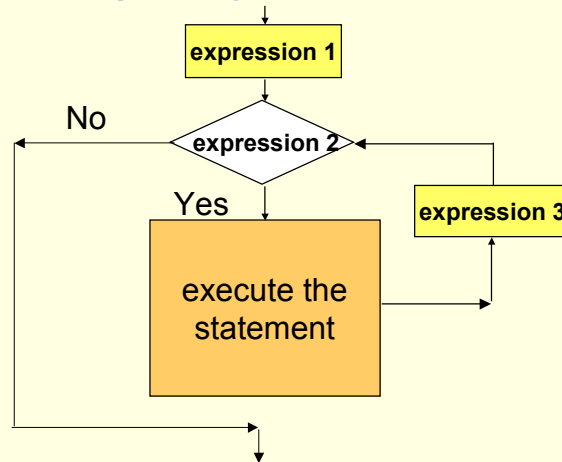 expression 1
No
expression 2
Yes
expression 3
execute the
statement